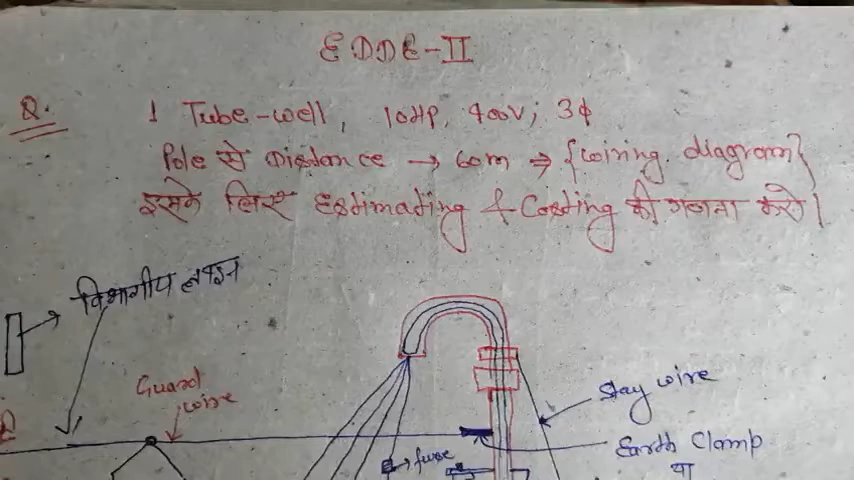 EDDE-II
Q. 1 Tube-well, 10HP, 400V; 3ϕ
Pole से Distance → 60m ⇒ {wiring diagram}
इसके लिए Estimating & Costing की गणना करो।
विभागीय लाइन
Guard
wire
Stay wire
Earth Clamp
या
fuse